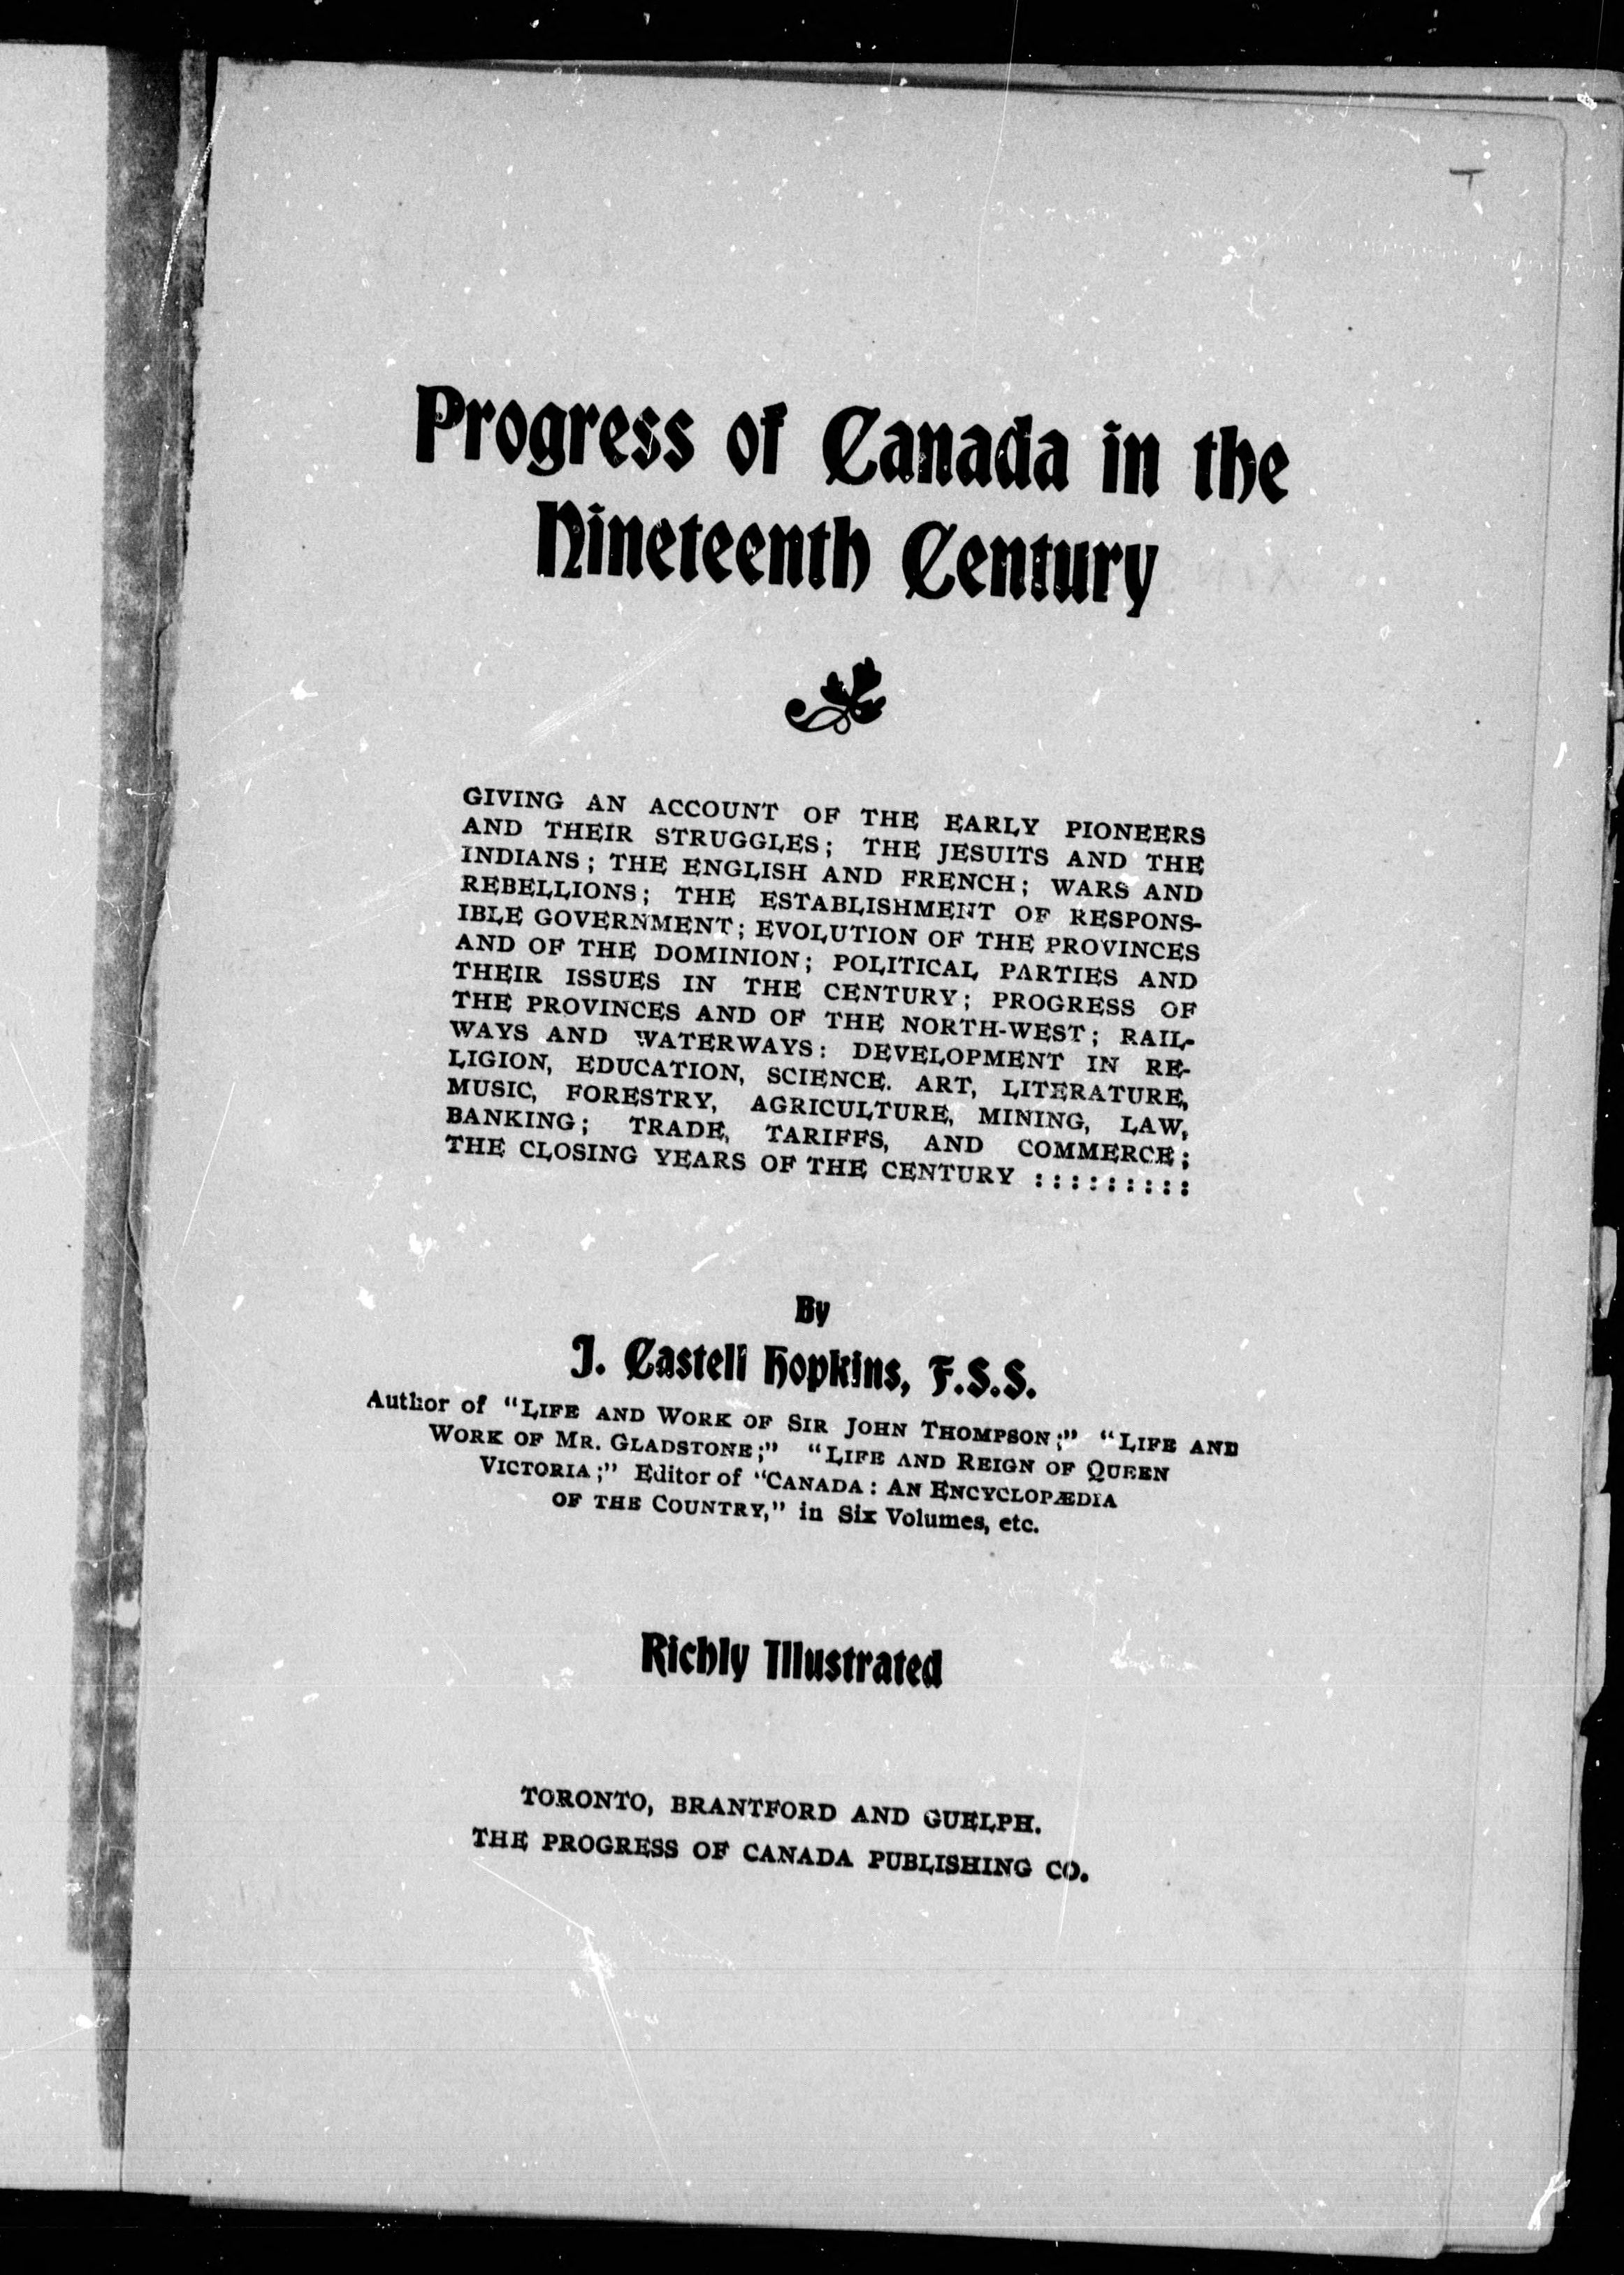 Progress of Canada in the
Nineteenth Century
GIVING AN ACCOUNT OF THE EARLY PIONEERS
AND THEIR STRUGGLES; THE JESUITS AND THE
INDIANS; THE ENGLISH AND FRENCH; WARS AND
REBELLIONS; THE ESTABLISHMENT OF RESPONS-
IBLE GOVERNMENT; EVOLUTION OF THE PROVINCES
AND OF THE DOMINION; POLITICAL PARTIES AND
THEIR ISSUES IN THE CENTURY; PROGRESS OF
THE PROVINCES AND OF THE NORTH-WEST; RAIL-
WAYS AND WATERWAYS: DEVELOPMENT IN RE-
LIGION, EDUCATION, SCIENCE. ART, LITERATURE,
MUSIC, FORESTRY, AGRICULTURE, MINING, LAW,
BANKING; TRADE, TARIFFS, AND COMMERCE;
THE CLOSING YEARS OF THE CENTURY : : : : : : : : :
By
J. Castell Hopkins, F.S.S.
Author of "LIFE AND WORK OF SIR JOHN THOMPSON;" "LIFE AND
WORK OF MR. GLADSTONE;" "LIFE AND REIGN OF QUEEN
VICTORIA;" Editor of "CANADA: AN ENCYCLOPÆDIA
OF THE COUNTRY," in Six Volumes, etc.
Richly Illustrated
TORONTO, BRANTFORD AND GUELPH.
THE PROGRESS OF CANADA PUBLISHING CO.